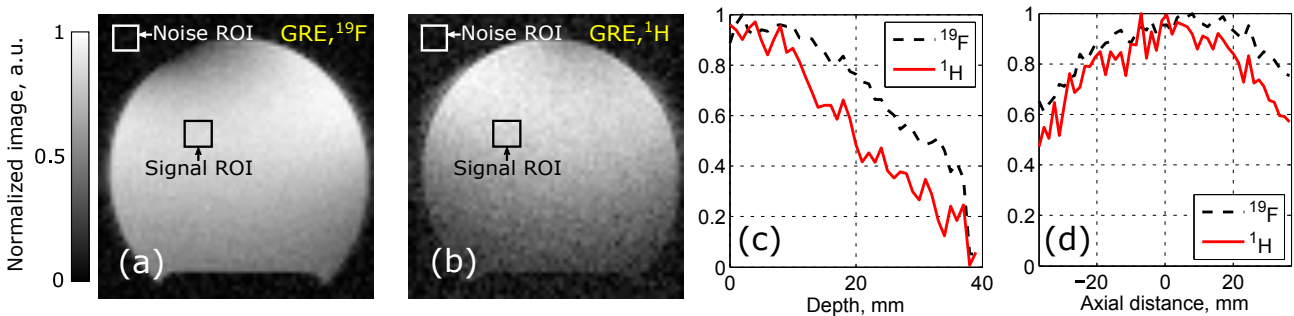 Normalized image, a.u.
1
0.5
0
Noise ROI
GRE,¹⁹F
Signal ROI
(a)
Noise ROI
GRE,¹H
Signal ROI
(b)
1
0.8
0.6
0.4
0.2
0
0
20
40
Depth, mm
¹⁹F
¹H
(c)
1
0.8
0.6
0.4
0.2
0
−20
0
20
Axial distance, mm
¹⁹F
¹H
(d)